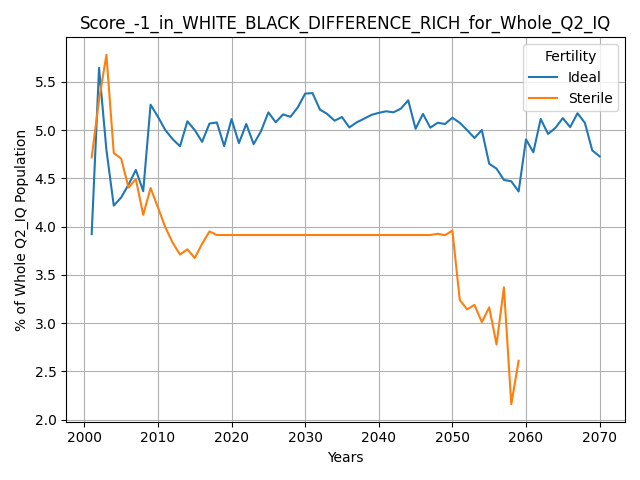 Score_-1_in_WHITE_BLACK_DIFFERENCE_RICH_for_Whole_Q2_IQ
Fertility
Ideal
Sterile
% of Whole Q2_IQ Population
5.5
5.0
4.5
4.0
3.5
3.0
2.5
2.0
2000 2010 2020 2030 2040 2050 2060 2070
Years